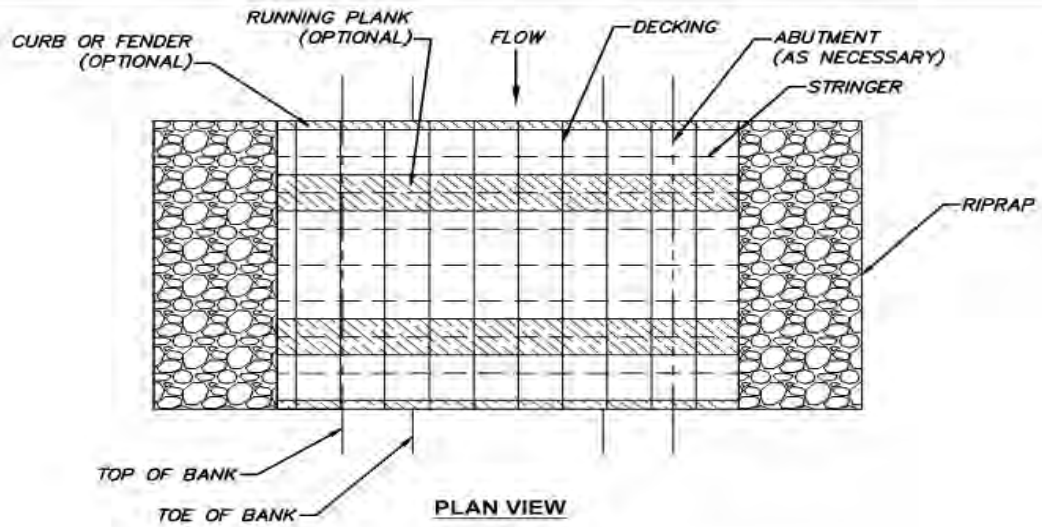 RUNNING PLANK
(OPTIONAL)
CURB OR FENDER
(OPTIONAL)
FLOW
DECKING
ABUTMENT
(AS NECESSARY)
STRINGER
RIPRAP
TOP OF BANK
TOE OF BANK
PLAN VIEW